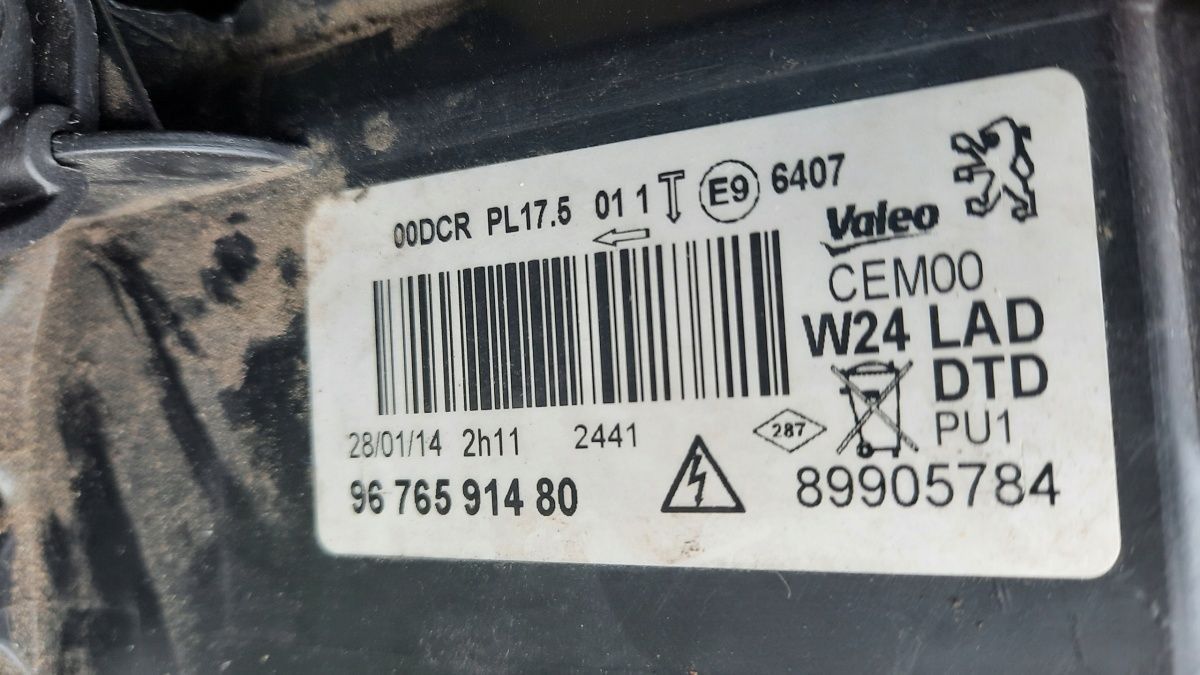 00DCR PL17.5 01 1 E9 6407
Valeo
CEM00
W24 LAD
DTD
PU1
28/01/14 2h11 2441
287
96 765 914 80
89905784